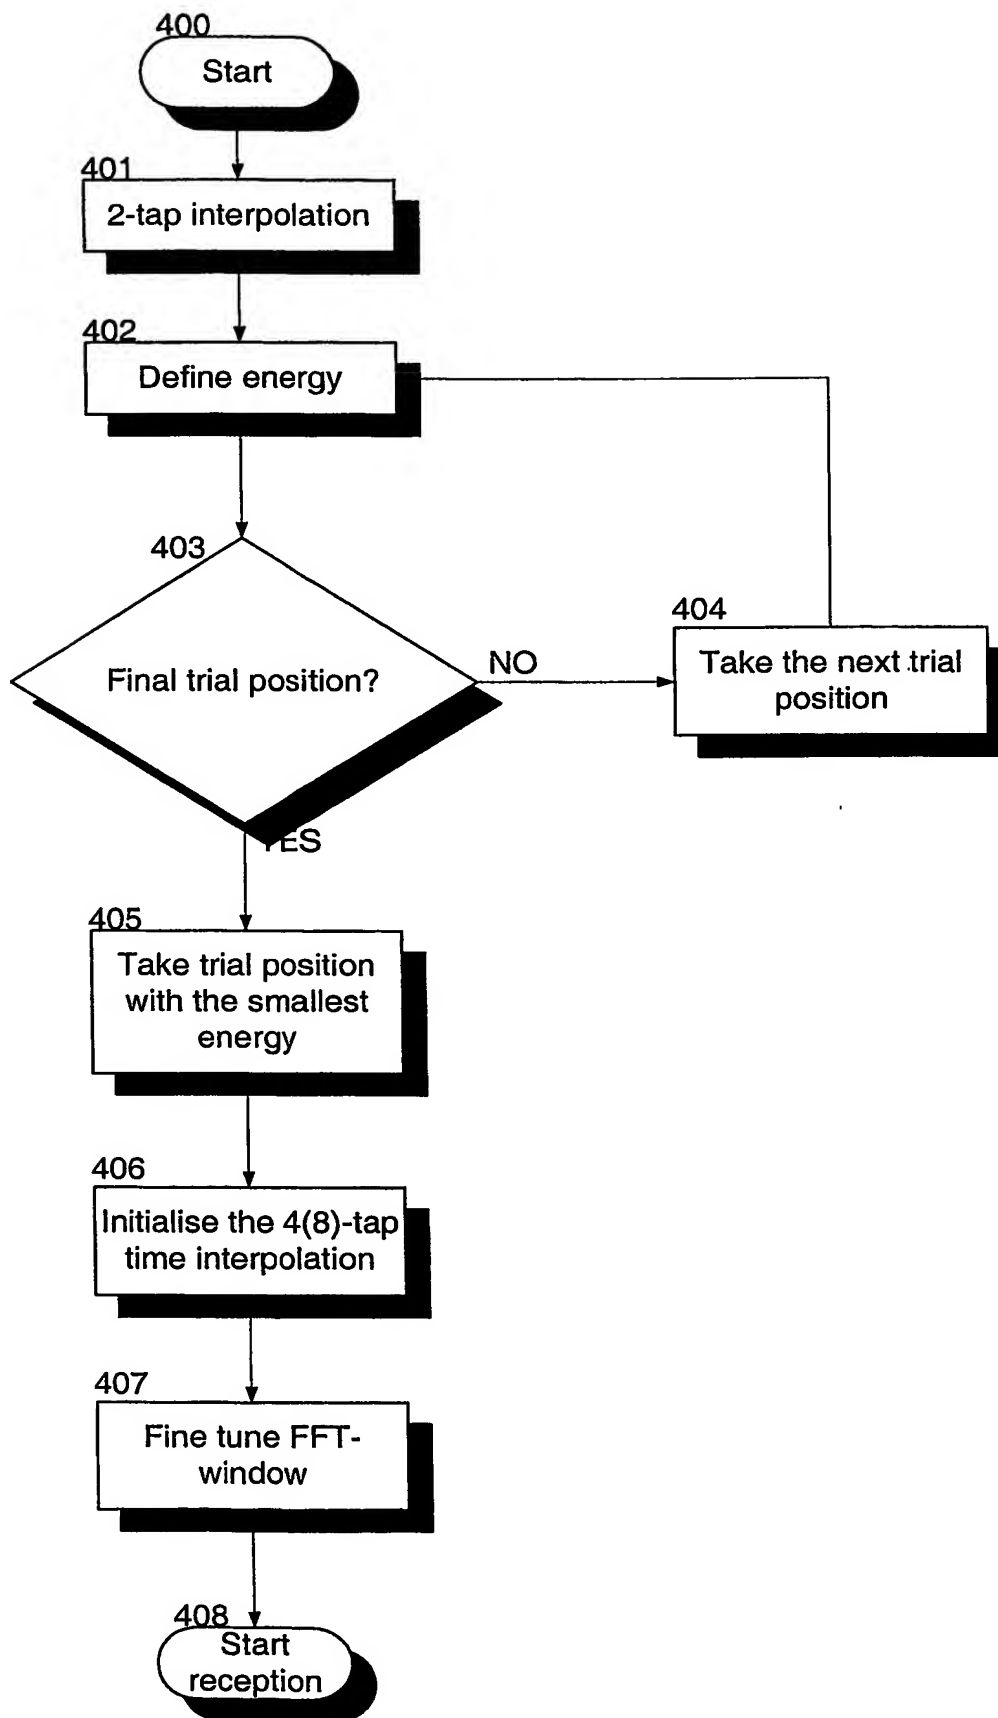 400
Start
401
2-tap interpolation
402
Define energy
403
Final trial position?
NO
404
Take the next trial
position
YES
405
Take trial position
with the smallest
energy
406
Initialise the 4(8)-tap
time interpolation
407
Fine tune FFT-
window
408
Start
reception